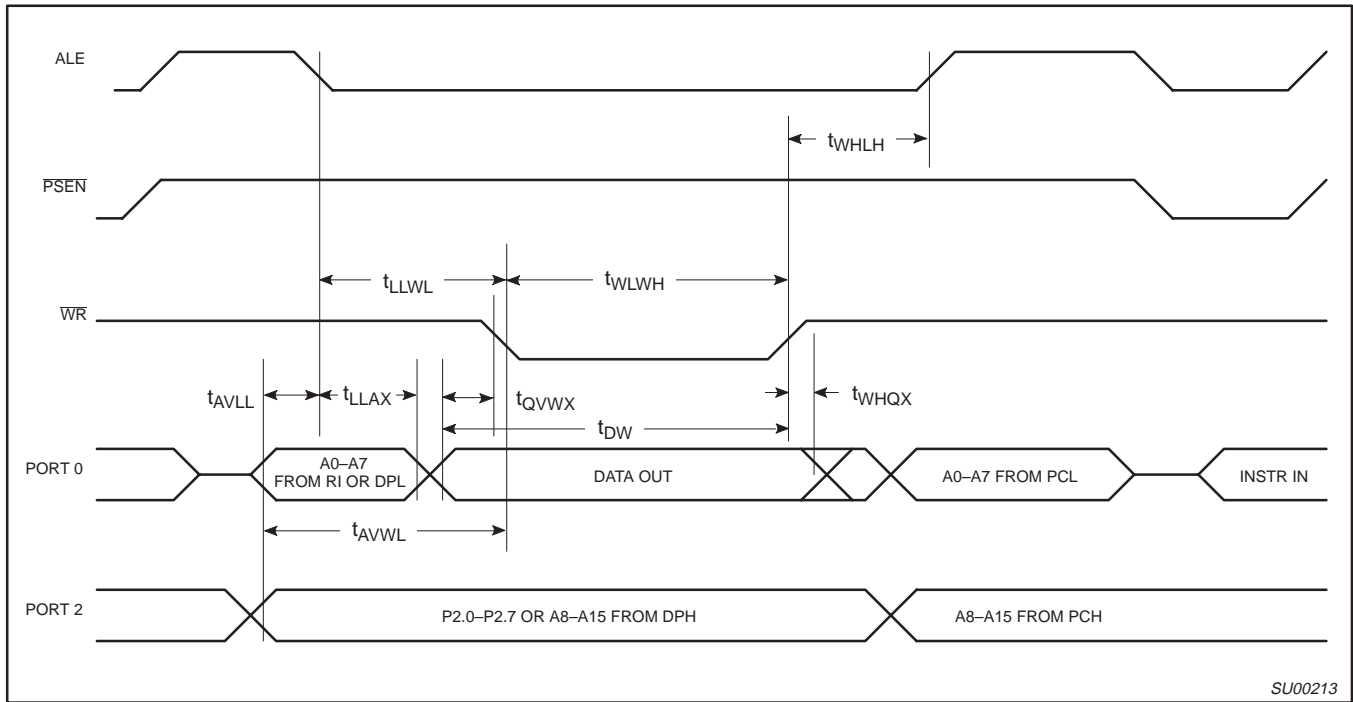 ALE
tWHLH
PSEN
tLLWL
tWLWH
WR
tAVLL
tLLAX
tQVWX
tWHQX
tDW
PORT 0
A0–A7
FROM RI OR DPL
DATA OUT
A0–A7 FROM PCL
INSTR IN
tAVWL
PORT 2
P2.0–P2.7 OR A8–A15 FROM DPH
A8–A15 FROM PCH
SU00213